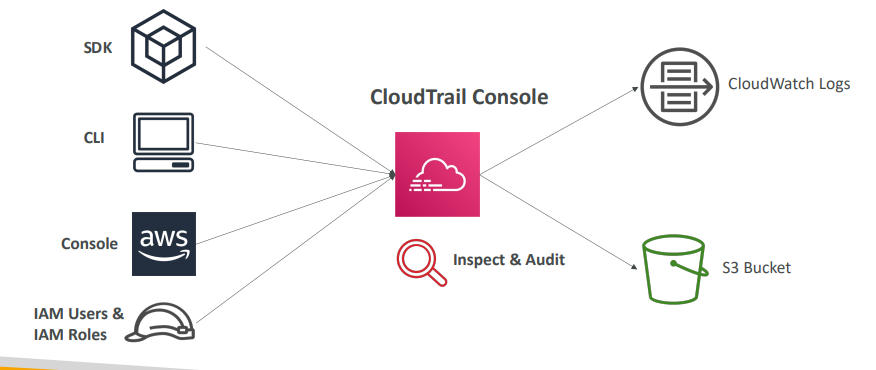 SDK
CLI
Console
aws
IAM Users &
IAM Roles
CloudTrail Console
Inspect & Audit
CloudWatch Logs
S3 Bucket